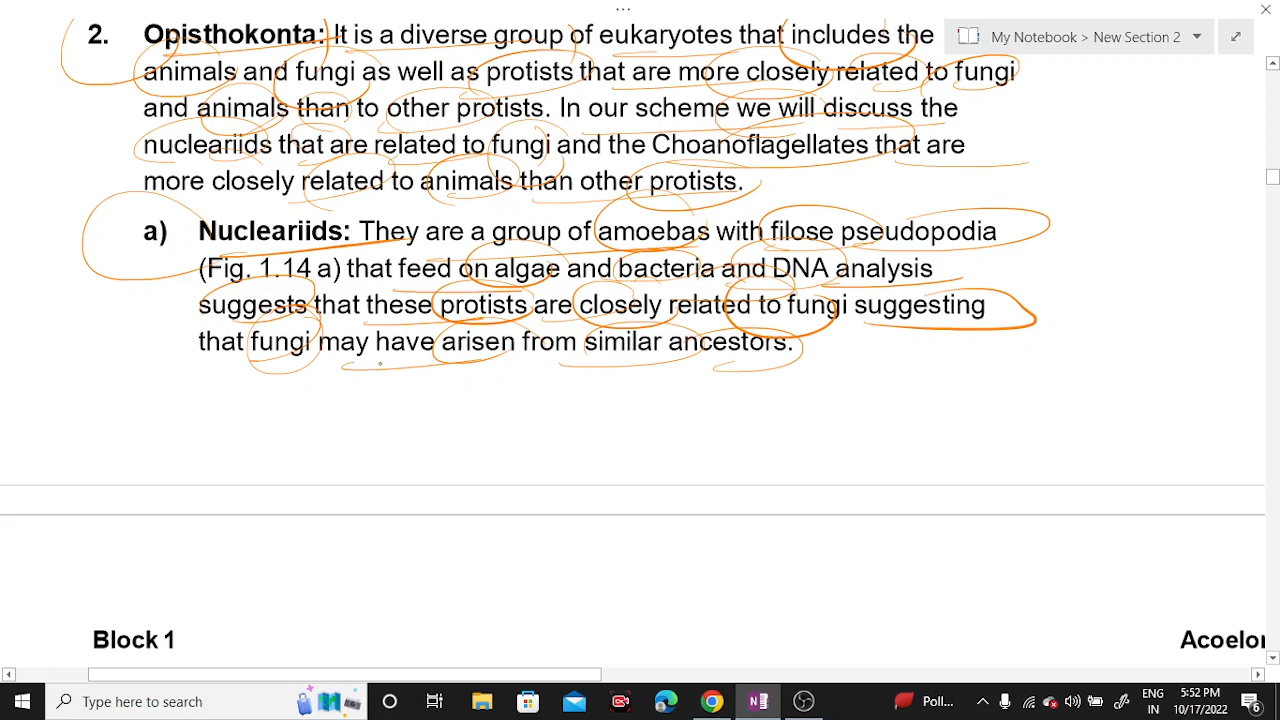 ...
My Notebook > New Section 2
2. Opisthokonta: It is a diverse group of eukaryotes that includes the
animals and fungi as well as protists that are more closely related to fungi
and animals than to other protists. In our scheme we will discuss the
nucleariids that are related to fungi and the Choanoflagellates that are
more closely related to animals than other protists.
a) Nucleariids: They are a group of amoebas with filose pseudopodia
(Fig. 1.14 a) that feed on algae and bacteria and DNA analysis
suggests that these protists are closely related to fungi suggesting
that fungi may have arisen from similar ancestors.
Block 1
Acoelo
Type here to search
Poll...
ENG
IN
5:52 PM
10/17/2022
6